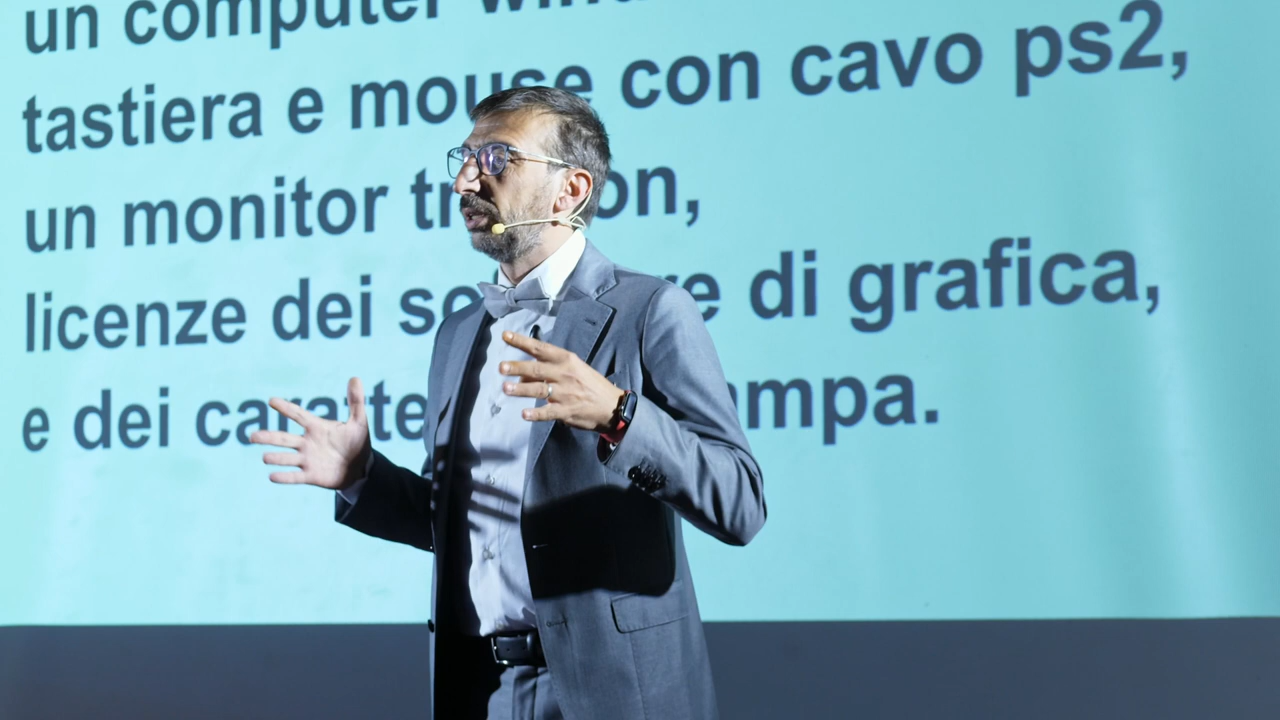 un computer
tastiera e mouse con cavo ps2,
un monitor
licenze dei di grafica,
e dei